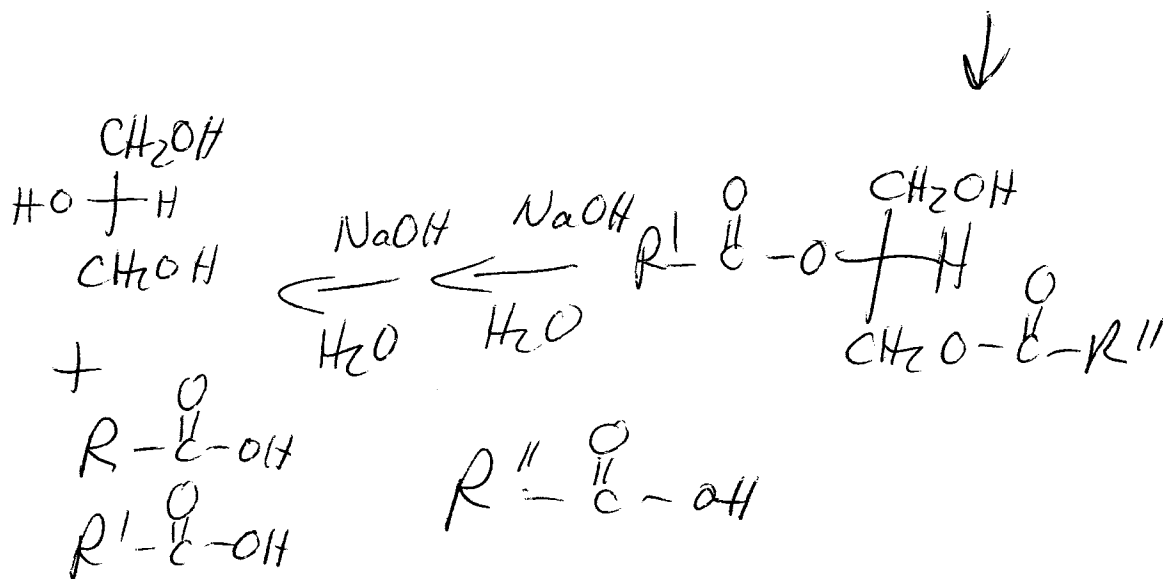 CH2OH
HO H
CH2OH
NaOH
H2O
NaOH
H2O
O
R' - C - O
CH2OH
H
O
CH2O - C - R"
+
O
R - C - OH
O
R' - C - OH
O
R" - C - OH